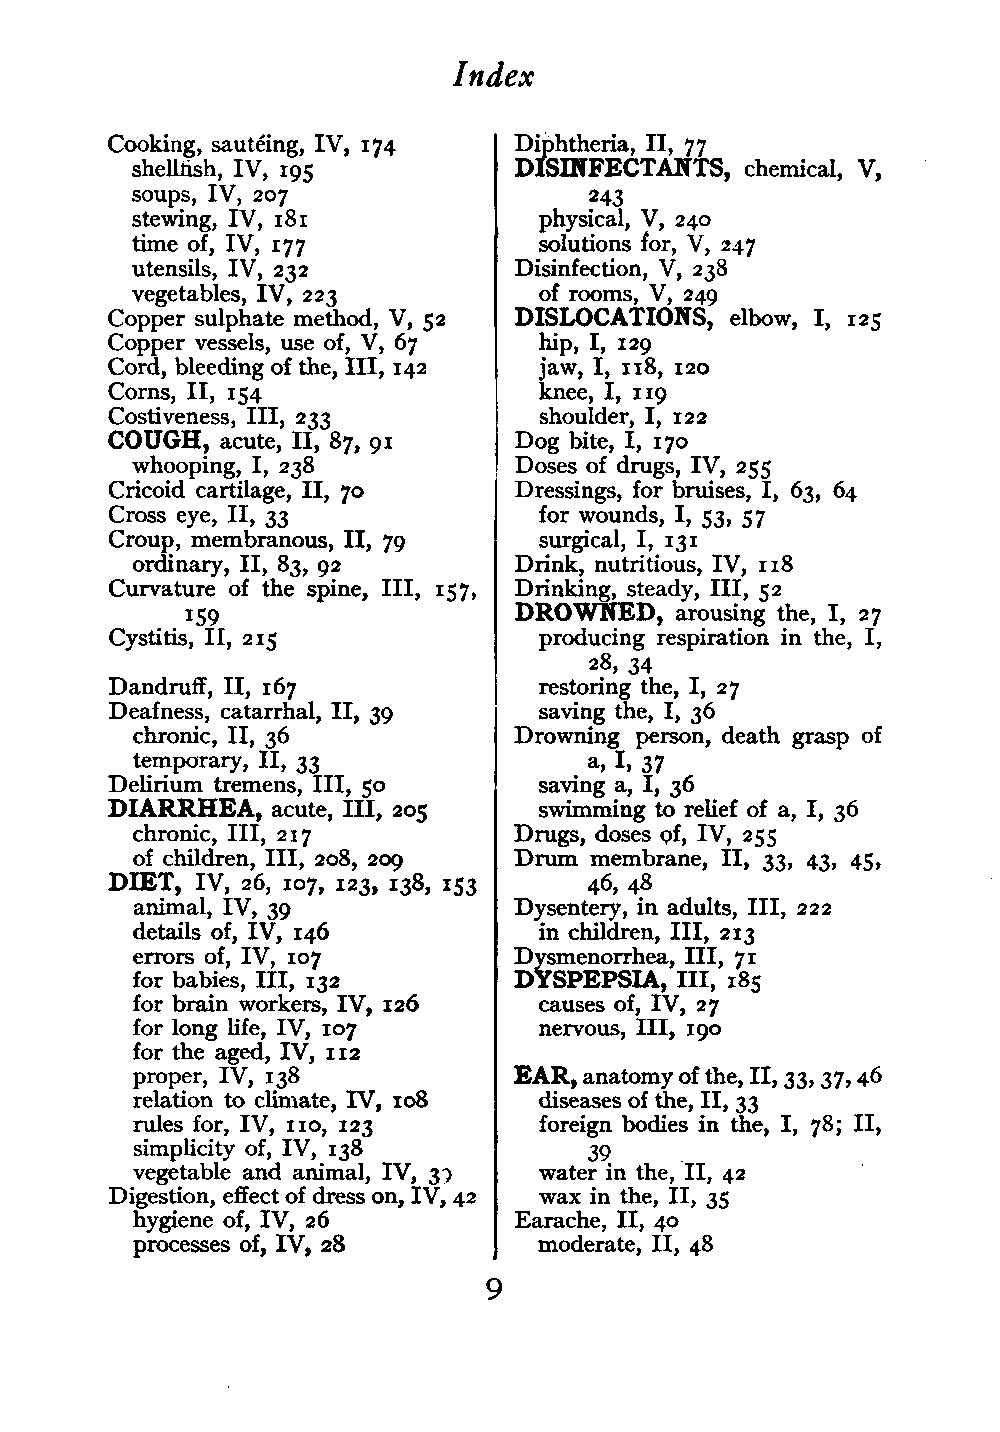 Index
Cooking, sautéing, IV, 174
shellfish, IV, 195
soups, IV, 207
stewing, IV, 181
time of, IV, 177
utensils, IV, 232
vegetables, IV, 223
Copper sulphate method, V, 52
Copper vessels, use of, V, 67
Cord, bleeding of the, III, 142
Corns, II, 154
Costiveness, III, 233
COUGH, acute, II, 87, 91
whooping, I, 238
Cricoid cartilage, II, 70
Cross eye, II, 33
Croup, membranous, II, 79
ordinary, II, 83, 92
Curvature of the spine, III, 157,
159
Cystitis, II, 215
Dandruff, II, 167
Deafness, catarrhal, II, 39
chronic, II, 36
temporary, II, 33
Delirium tremens, III, 50
DIARRHEA, acute, III, 205
chronic, III, 217
of children, III, 208, 209
DIET, IV, 26, 107, 123, 138, 153
animal, IV, 39
details of, IV, 146
errors of, IV, 107
for babies, III, 132
for brain workers, IV, 126
for long life, IV, 107
for the aged, IV, 112
proper, IV, 138
relation to climate, IV, 108
rules for, IV, 110, 123
simplicity of, IV, 138
vegetable and animal, IV, 39
Digestion, effect of dress on, IV, 42
hygiene of, IV, 26
processes of, IV, 28
Diphtheria, II, 77
DISINFECTANTS, chemical, V,
243
physical, V, 240
solutions for, V, 247
Disinfection, V, 238
of rooms, V, 249
DISLOCATIONS, elbow, I, 125
hip, I, 129
jaw, I, 118, 120
knee, I, 119
shoulder, I, 122
Dog bite, I, 170
Doses of drugs, IV, 255
Dressings, for bruises, I, 63, 64
for wounds, I, 53, 57
surgical, I, 131
Drink, nutritious, IV, 118
Drinking, steady, III, 52
DROWNED, arousing the, I, 27
producing respiration in the, I,
28, 34
restoring the, I, 27
saving the, I, 36
Drowning person, death grasp of
a, I, 37
saving a, I, 36
swimming to relief of a, I, 36
Drugs, doses of, IV, 255
Drum membrane, II, 33, 43, 45,
46, 48
Dysentery, in adults, III, 222
in children, III, 213
Dysmenorrhea, III, 71
DYSPEPSIA, III, 185
causes of, IV, 27
nervous, III, 190
EAR, anatomy of the, II, 33, 37, 46
diseases of the, II, 33
foreign bodies in the, I, 78; II,
39
water in the, II, 42
wax in the, II, 35
Earache, II, 40
moderate, II, 48
9